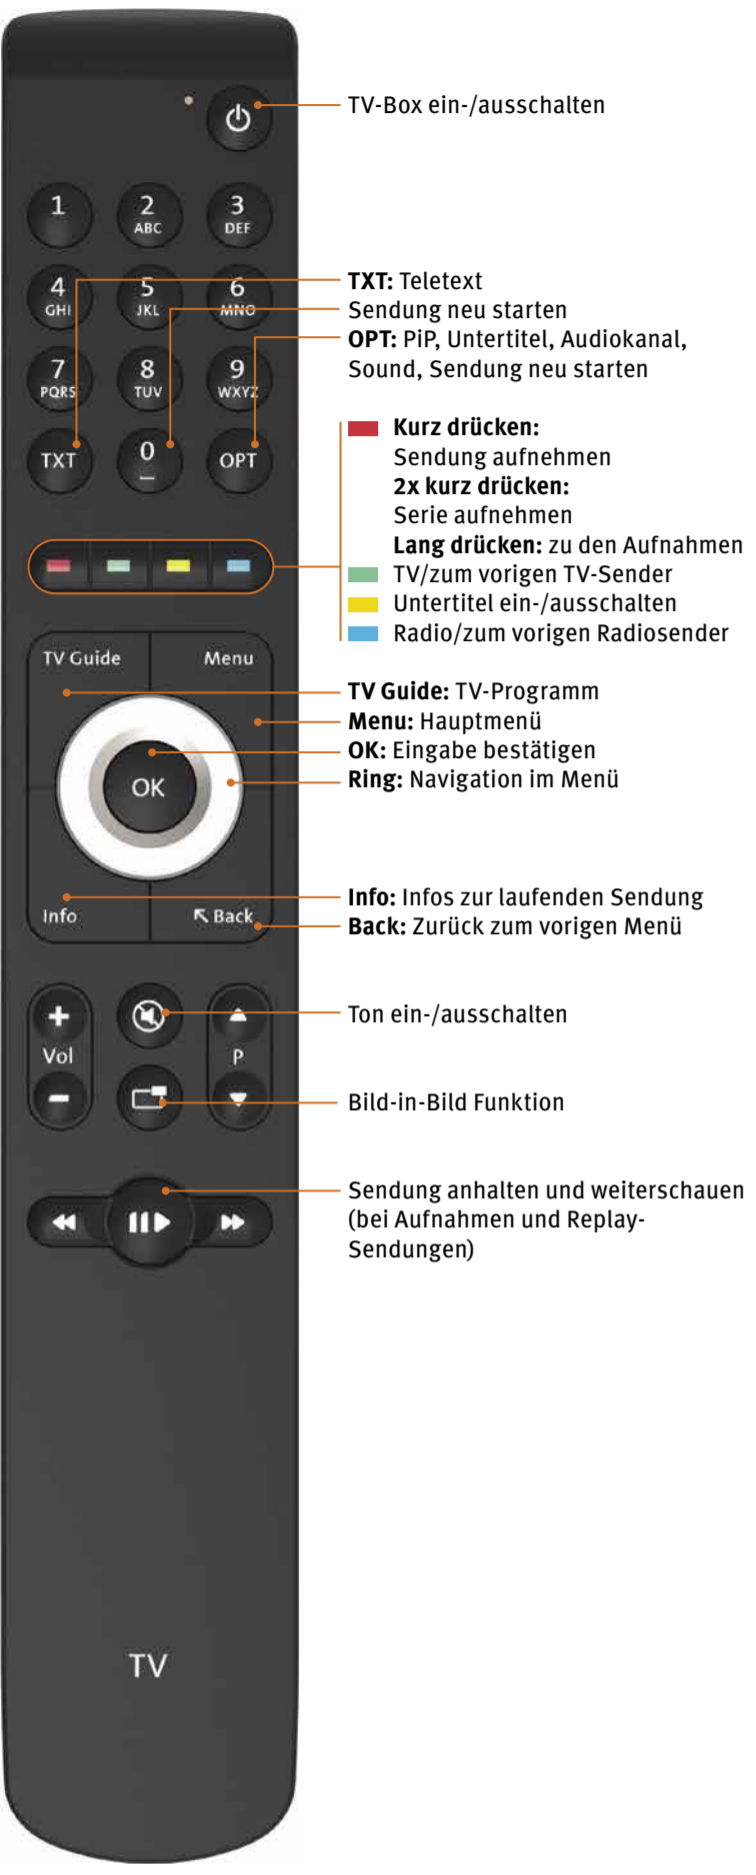 TV-Box ein-/ausschalten
1
2
ABC
3
DEF
4
GHI
5
JKL
6
MNO
7
PQRS
8
TUV
9
WXYZ
TXT
0
OPT
TXT: Teletext
Sendung neu starten
OPT: PiP, Untertitel, Audiokanal,
Sound, Sendung neu starten
Kurz drücken:
Sendung aufnehmen
2x kurz drücken:
Serie aufnehmen
Lang drücken: zu den Aufnahmen
TV/zum vorigen TV-Sender
Untertitel ein-/ausschalten
Radio/zum vorigen Radiosender
TV Guide
Menu
OK
Info
Back
TV Guide: TV-Programm
Menu: Hauptmenü
OK: Eingabe bestätigen
Ring: Navigation im Menü
Info: Infos zur laufenden Sendung
Back: Zurück zum vorigen Menü
+
Vol
-
P
Ton ein-/ausschalten
Bild-in-Bild Funktion
Sendung anhalten und weiterschauen
(bei Aufnahmen und Replay-
Sendungen)
TV